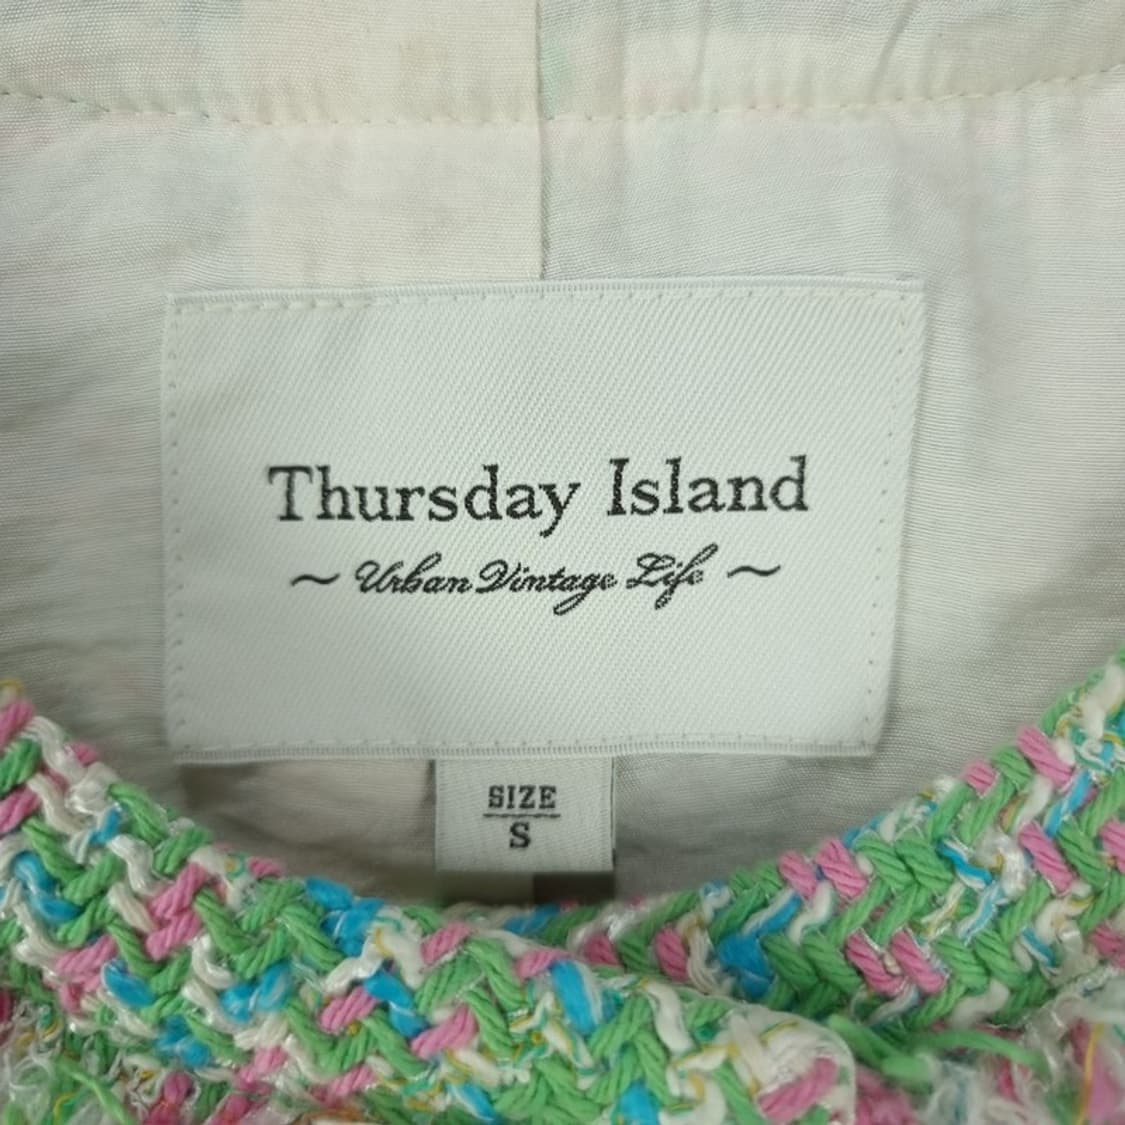 Thursday Island
~ Urban Vintage Life ~
SIZE
S